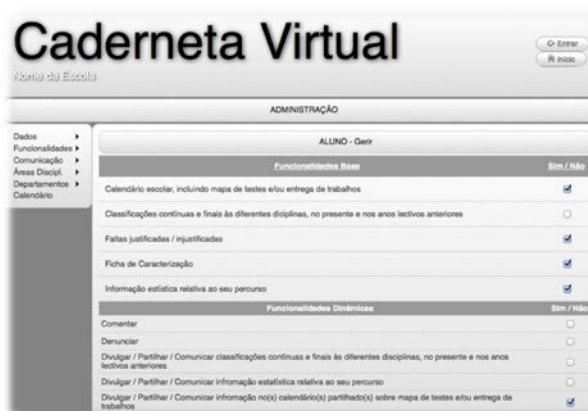 Caderneta Virtual
Nome da Escola
Entrar
Início
ADMINISTRAÇÃO
Dados
Funcionalidades
Comunicação
Áreas Discipl.
Departamentos
Calendário
ALUNO - Gerir
Funcionalidades Base Sim / Não
Calendário escolar, incluindo mapa de testes e/ou entrega de trabalhos
Classificações contínuas e finais às diferentes diciplinas, no presente e nos anos lectivos anteriores
Faltas justificadas / injustificadas
Ficha de Caracterização
Informação estística relativa ao seu percurso
Funcionalidades Dinâmicas Sim / Não
Comentar
Denunciar
Divulgar / Partilhar / Comunicar classificações contínuas e finais às diferentes disciplinas, no presente e nos anos
lectivos anteriores
Divulgar / Partilhar / Comunicar infromação estatística relativa ao seu percurso
Divulgar / Partilhar / Comunicar infromação no(s) calendário(s) partilhado(s) sobre mapa de testes e/ou entrega de
trabalhos